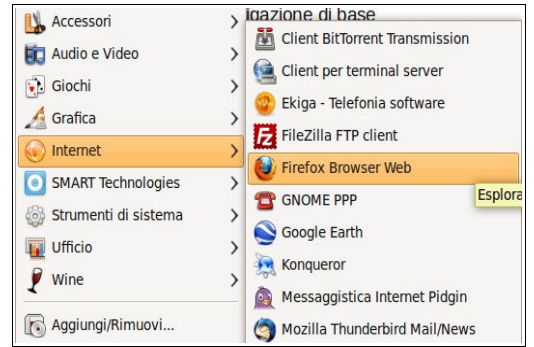 Accessori
Audio e Video
Giochi
Grafica
Internet
SMART Technologies
Strumenti di sistema
Ufficio
Wine
Aggiungi/Rimuovi...
igazione di base
Client BitTorrent Transmission
Client per terminal server
Ekiga - Telefonia software
FileZilla FTP client
Firefox Browser Web
Esplora
GNOME PPP
Google Earth
Konqueror
Messaggistica Internet Pidgin
Mozilla Thunderbird Mail/News